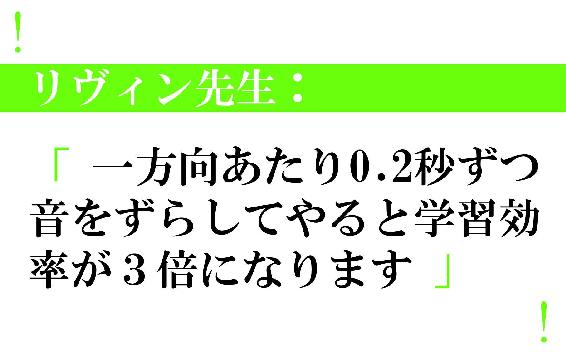 !
リヴィン先生：
「 一方向あたり0.2秒ずつ
音をずらしてやると学習効
率が３倍になります 」
!